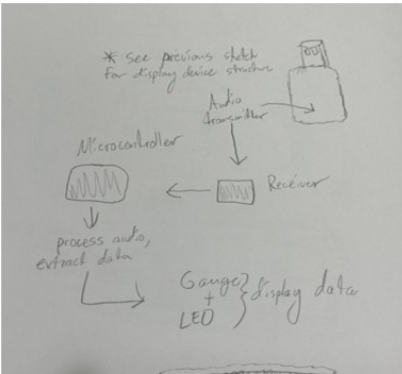 * see previous sketch
for display device structure
Audio
transmitter
Microcontroller
Receiver
process audio,
extract data
Gauge
+
LED
} display data